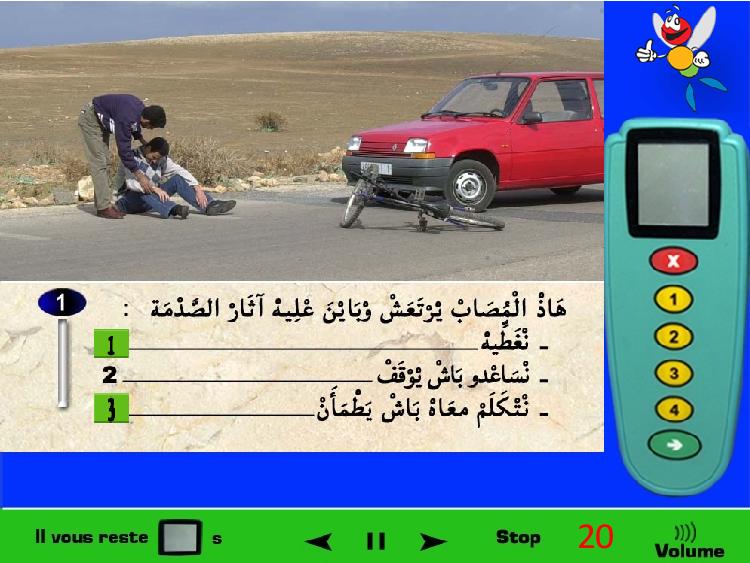 1
هَاذْ الْمُصَابْ يْرْتَعَشْ وْبَايْنَ عْلِيهْ آثَارْ الصَّدْمَة :
- نْغَطِّيهْ 1
- نْسَاعْدو بَاشْ يُوْقَفْ 2
- نْتْكَلَمْ معَاهْ بَاشْ يَطْمَأَنْ 3
X
1
2
3
4
Il vous reste s
Stop
20
Volume